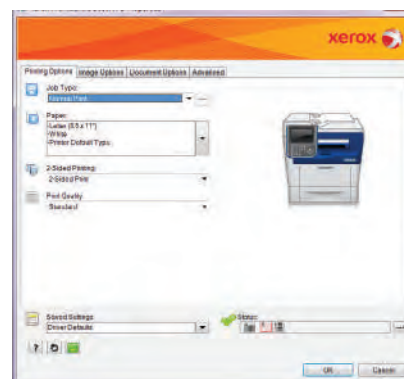 xerox
Printing Options Image Options Document Options Advanced
Job Type:
Normal Print
Paper:
-Letter (8.5 x 11")
-White
-Printer Default Type
2-Sided Printing:
2-Sided Print
Print Quality
Standard
Saved Settings:
Driver Defaults
Status:
?
OK
Cancel